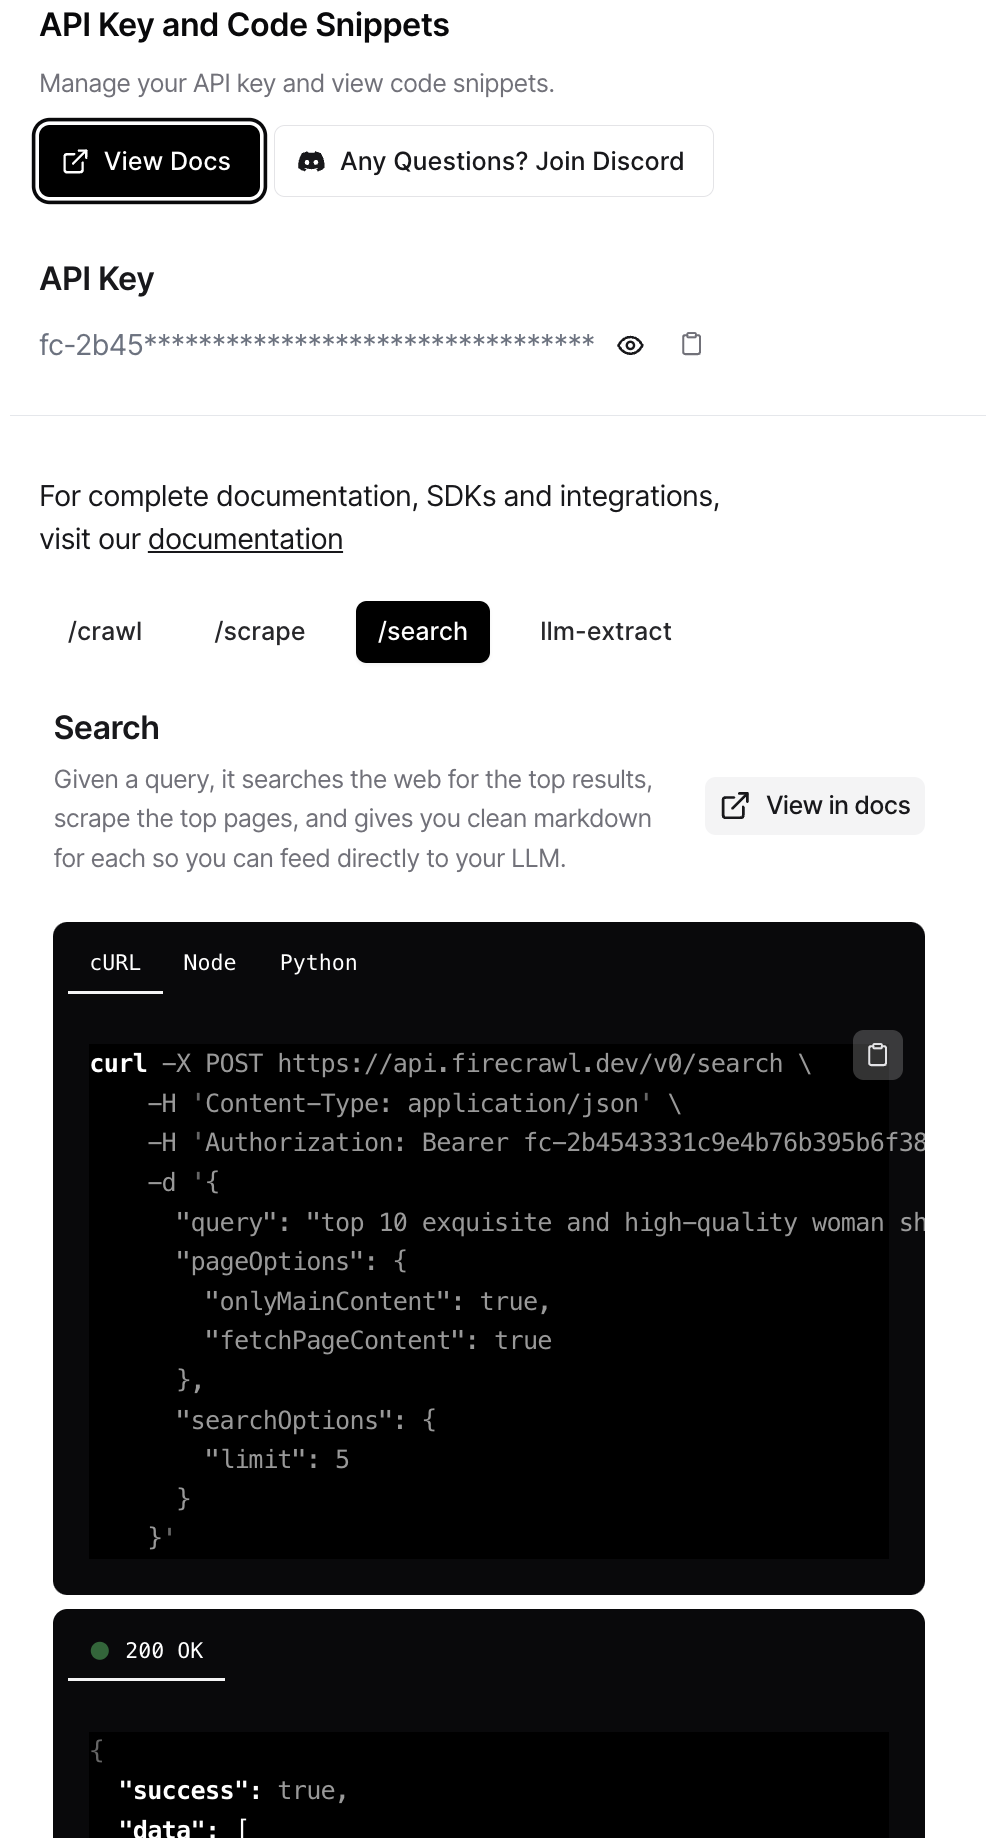 API Key and Code Snippets
Manage your API key and view code snippets.
View Docs
Any Questions? Join Discord
API Key
fc-2b45*********************************
For complete documentation, SDKs and integrations,
visit our documentation
/crawl /scrape /search llm-extract
Search
Given a query, it searches the web for the top results,
scrape the top pages, and gives you clean markdown
for each so you can feed directly to your LLM.
View in docs
cURL Node Python
curl -X POST https://api.firecrawl.dev/v0/search \
-H 'Content-Type: application/json' \
-H 'Authorization: Bearer fc-2b4543331c9e4b76b395b6f38
-d '{
"query": "top 10 exquisite and high-quality woman sh
"pageOptions": {
"onlyMainContent": true,
"fetchPageContent": true
},
"searchOptions": {
"limit": 5
}
}'
200 OK
{
"success": true,
"data": [